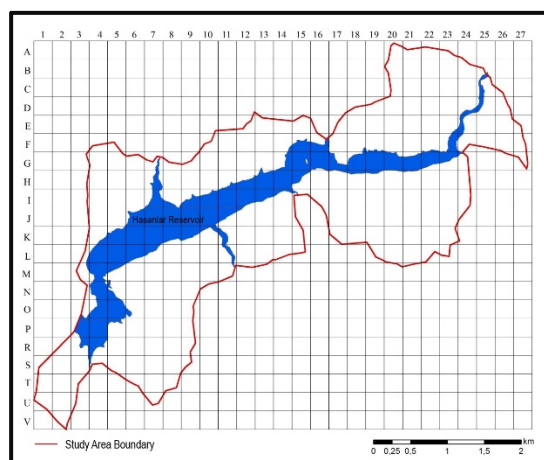 1 2 3 4 5 6 7 8 9 10 11 12 13 14 15 16 17 18 19 20 21 22 23 24 25 26 27
A
B
C
D
E
F
G
H
I
J
Hasanlar Reservoir
K
L
M
N
O
P
R
S
T
U
V
Study Area Boundary
km
0 0,25 0,5 1 1,5 2